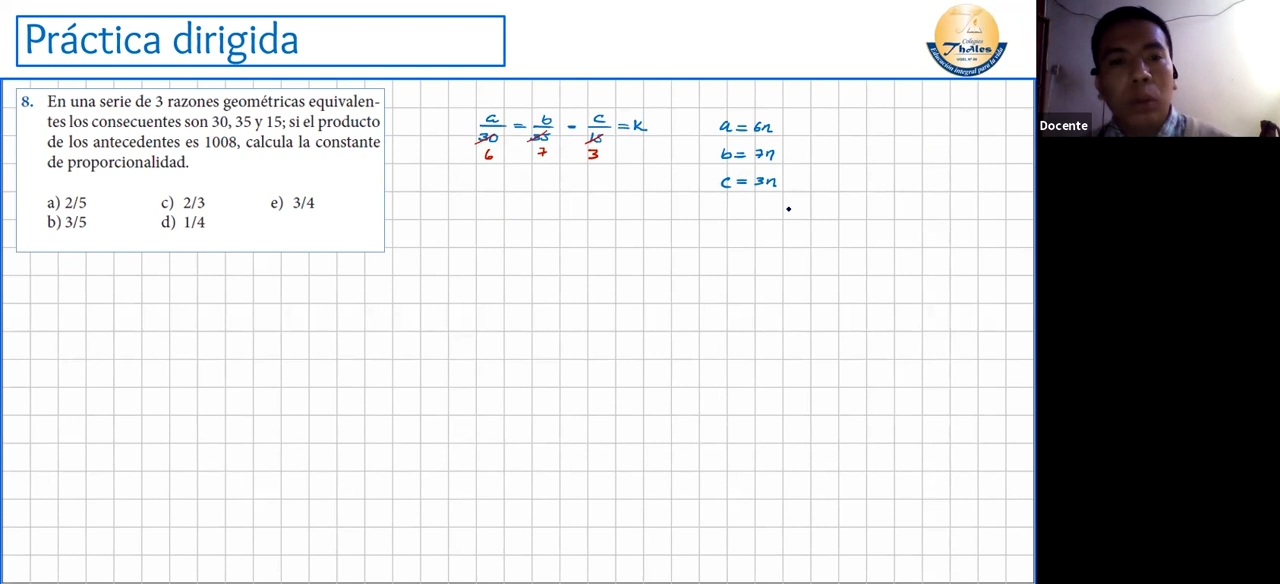 Práctica dirigida
Colegios
Thales
UGEL N° 09
Educación integral para la vida
Docente
8. En una serie de 3 razones geométricas equivalen-
tes los consecuentes son 30, 35 y 15; si el producto
de los antecedentes es 1008, calcula la constante
de proporcionalidad.
a) 2/5 c) 2/3 e) 3/4
b) 3/5 d) 1/4
a/30 = b/35 - c/15 = K
6 7 3
a = 6n
b = 7n
c = 3n